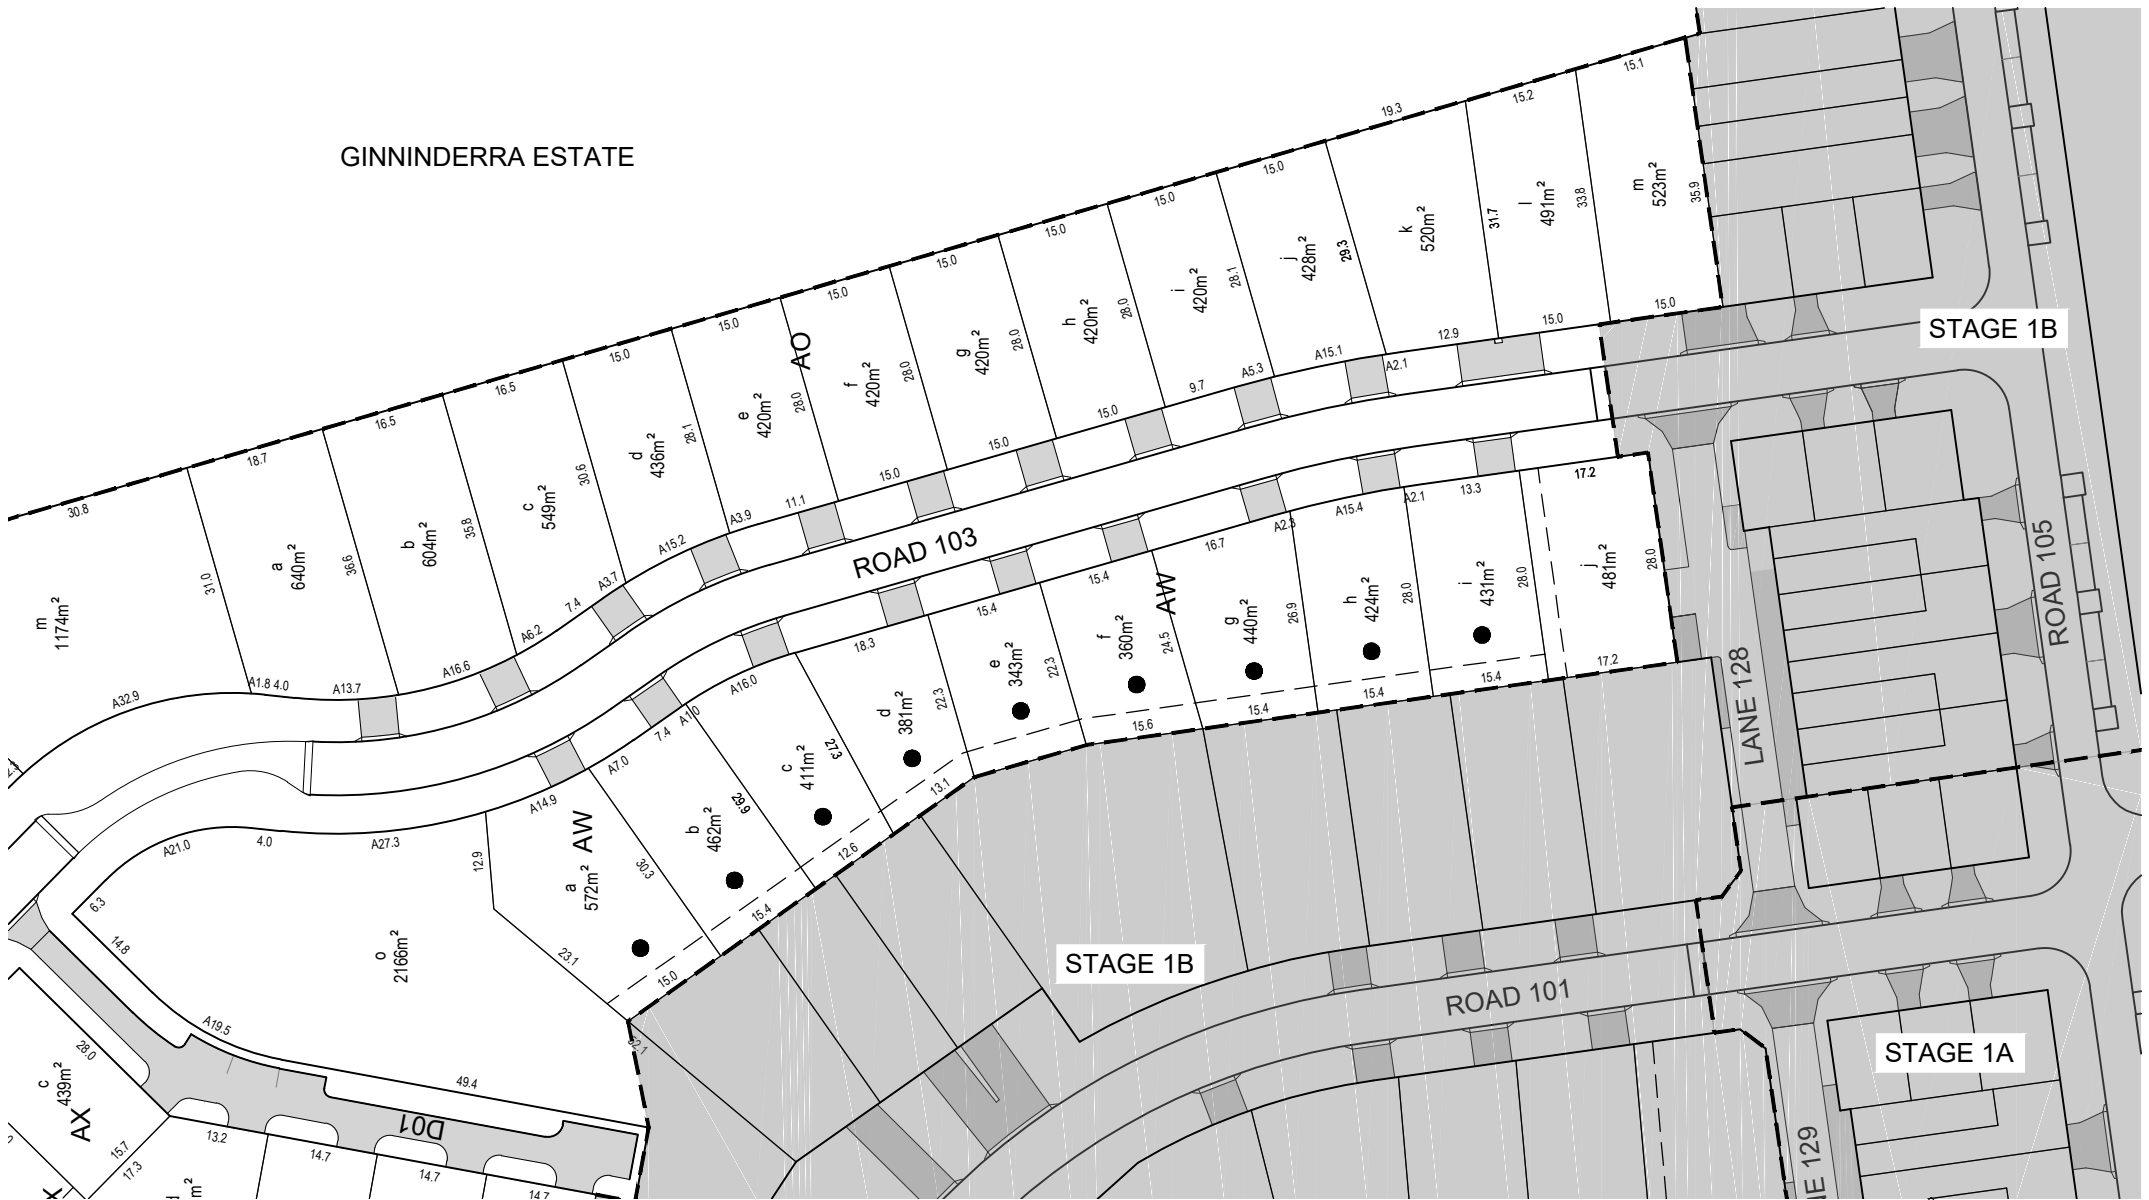 GINNINDERRA ESTATE
30.8
18.7
16.5
16.5
15.0
15.0
15.0
15.0
15.0
15.0
15.0
19.3
15.2
15.1
m
1174m²
31.0
a
640m²
36.6
b
604m²
35.8
c
549m²
30.6
d
436m²
28.1
e
420m²
28.0
AO
f
420m²
28.0
g
420m²
28.0
h
420m²
28.0
i
420m²
28.1
j
428m²
29.3
k
520m²
31.7
l
491m²
33.8
m
523m²
35.9
A32.9
A1.8
4.0
A13.7
A16.6
A6.2
7.4
A3.7
A15.2
A3.9
11.1
15.0
15.0
15.0
9.7
A5.3
A15.1
A2.1
12.9
15.0
15.0
STAGE 1B
ROAD 103
A21.0
4.0
A27.3
A14.9
A7.0
7.4
A1.0
A16.0
18.3
15.4
15.4
16.7
A2.3
A15.4
A2.1
13.3
17.2
6.3
14.8
o
2166m²
12.9
23.1
AW
a
572m²
30.3
b
462m²
29.9
c
411m²
27.3
d
381m²
22.3
e
343m²
22.3
f
360m²
24.5
AW
g
440m²
26.9
h
424m²
28.0
i
431m²
28.0
j
481m²
28.0
15.0
15.4
12.6
13.1
15.6
15.4
15.4
15.4
17.2
ROAD 105
LANE 128
STAGE 1B
ROAD 101
STAGE 1A
A19.5
49.4
D01
28.0
c
439m²
AX
15.7
17.3
13.2
14.7
14.7
14.7
m²
NE 129